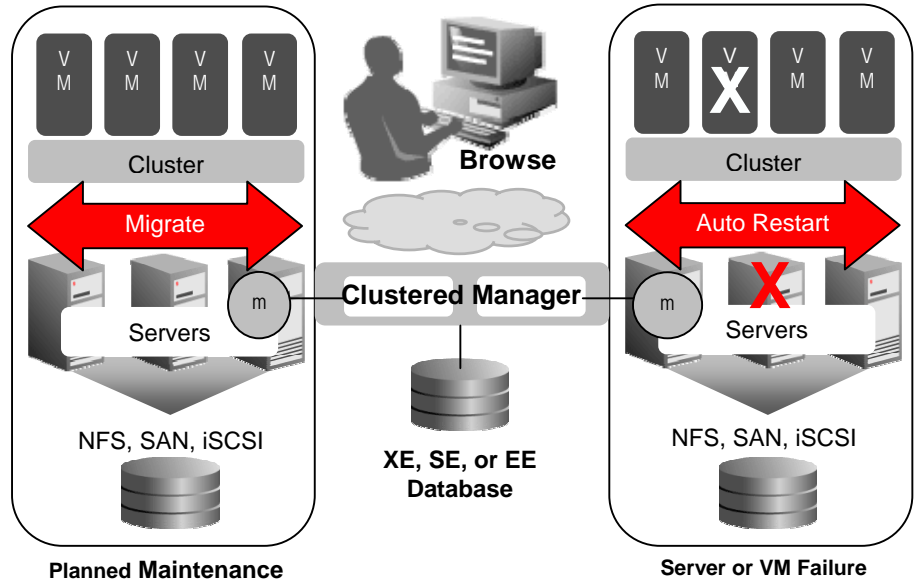 V M
V M
V M
V M
Cluster
Migrate
m
Servers
NFS, SAN, iSCSI
Planned Maintenance
Browse
Clustered Manager
XE, SE, or EE
Database
V M
V
X
V M
V M
Cluster
Auto Restart
X
m
Servers
NFS, SAN, iSCSI
Server or VM Failure